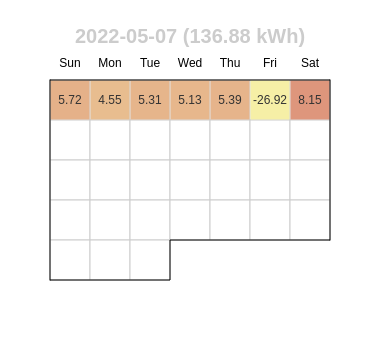 2022-05-07 (136.88 kWh)
Sun Mon Tue Wed Thu Fri Sat
5.72 4.55 5.31 5.13 5.39 -26.92 8.15